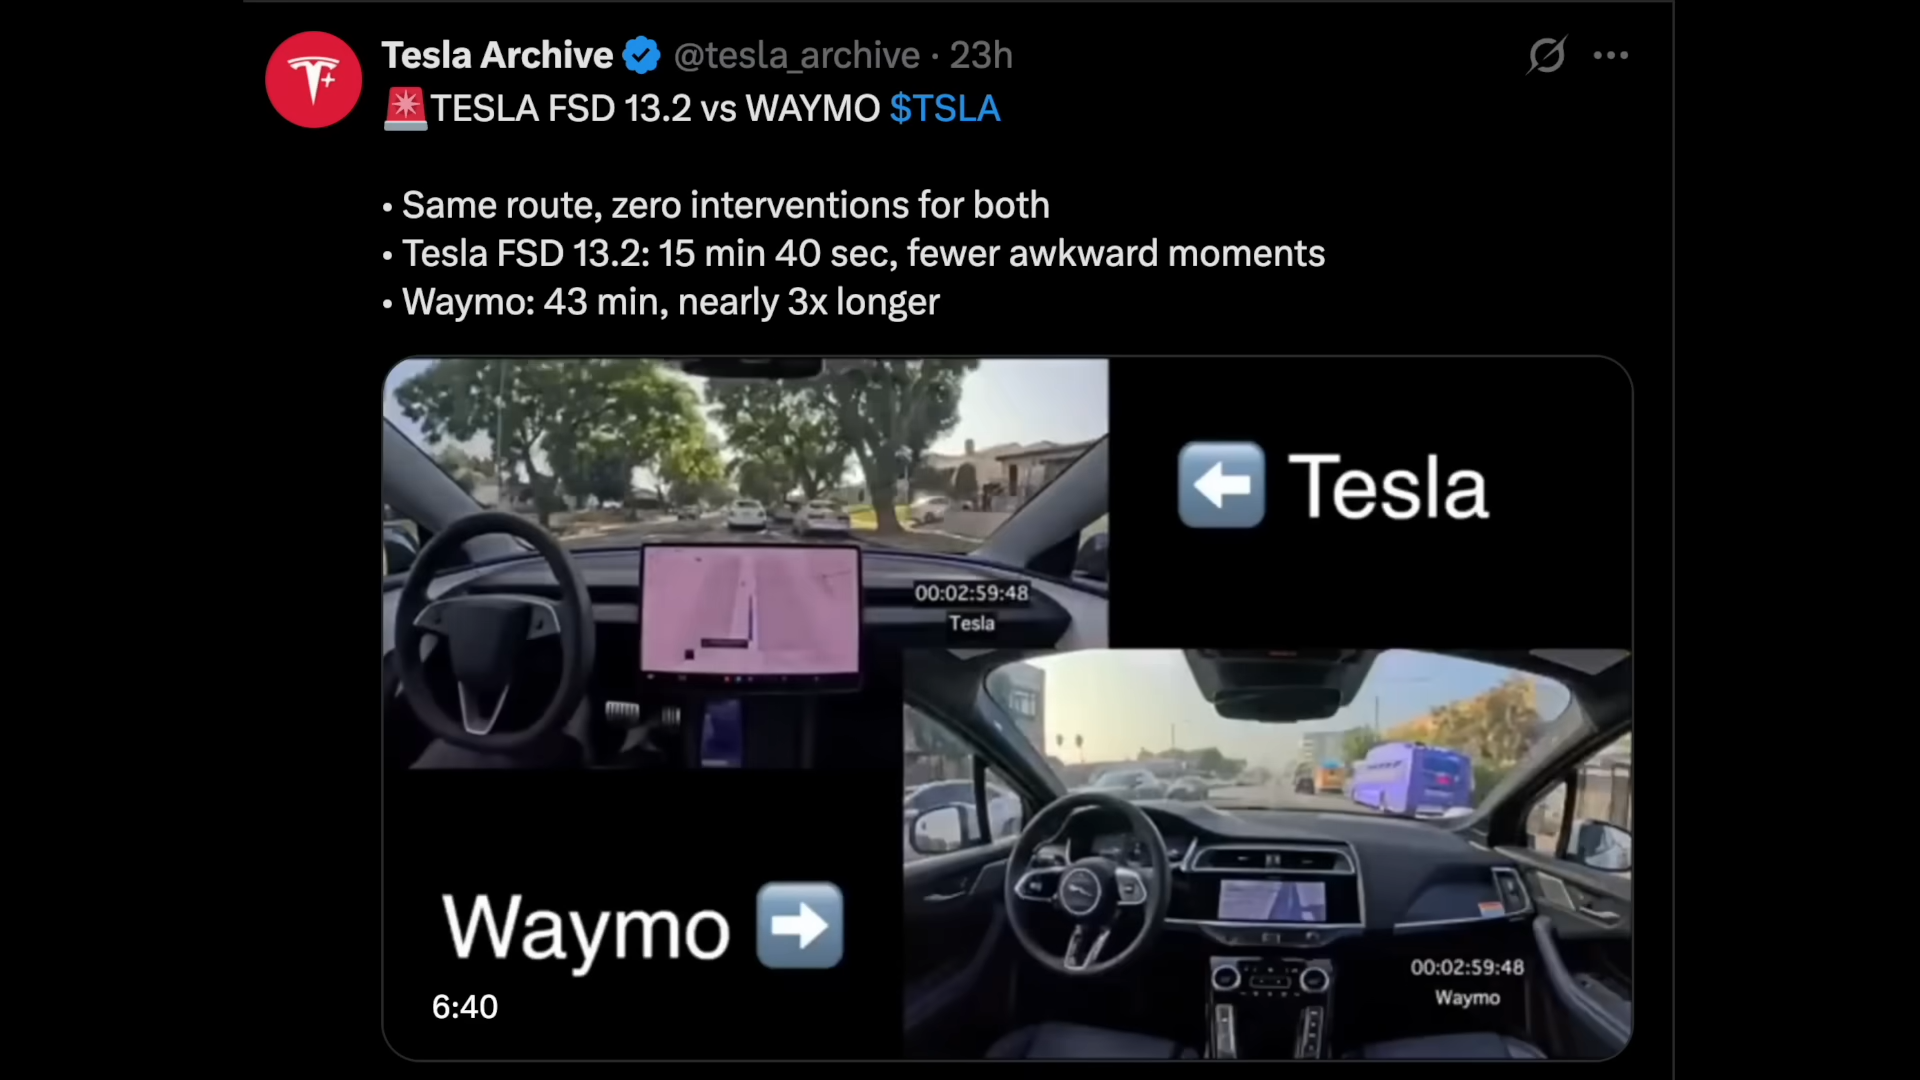 Tesla Archive @tesla_archive · 23h
🚨TESLA FSD 13.2 vs WAYMO $TSLA
• Same route, zero interventions for both
• Tesla FSD 13.2: 15 min 40 sec, fewer awkward moments
• Waymo: 43 min, nearly 3x longer
⬅️ Tesla
00:02:59:48
Tesla
Waymo ➡️
00:02:59:48
Waymo
6:40